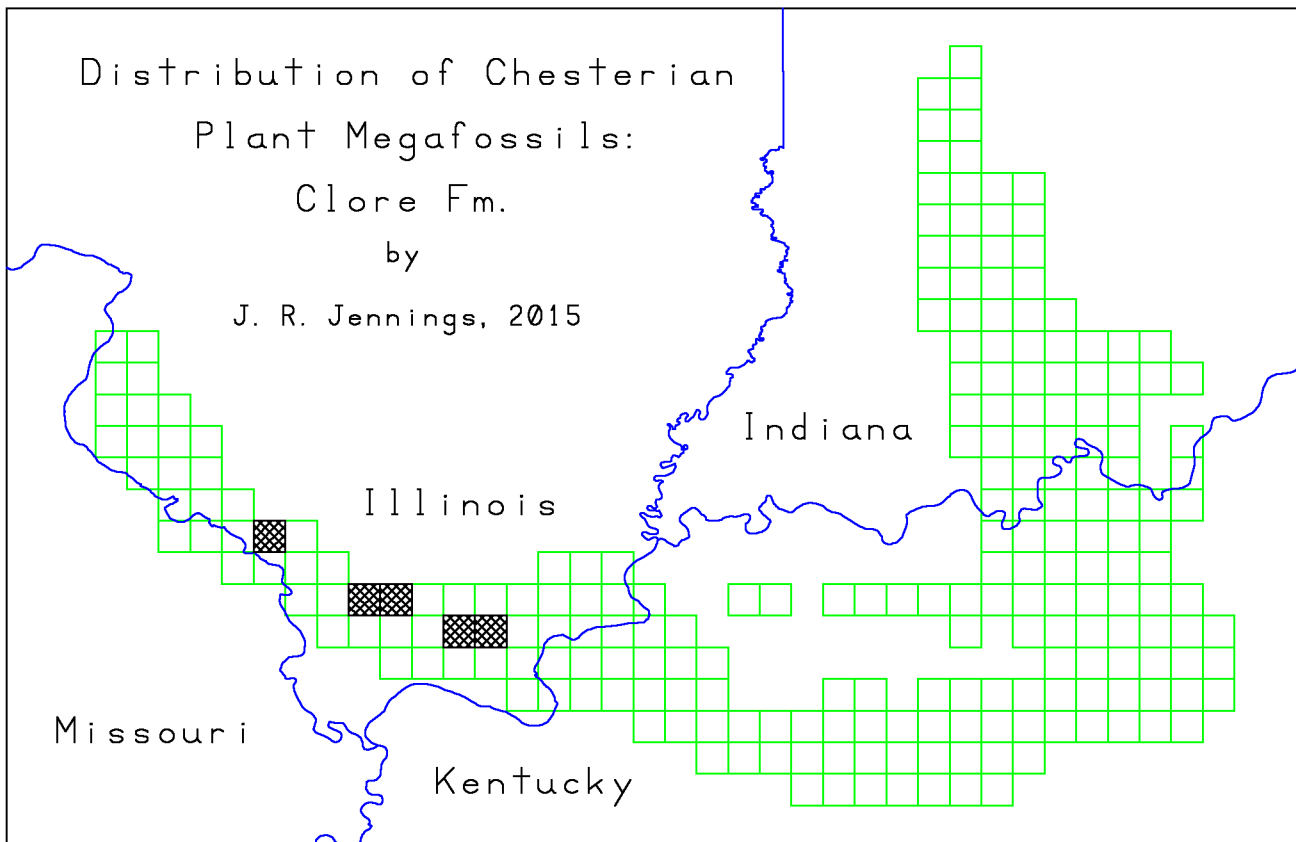 Distribution of Chesterian
Plant Megafossils:
Clore Fm.
by
J. R. Jennings, 2015
Indiana
Illinois
Missouri
Kentucky